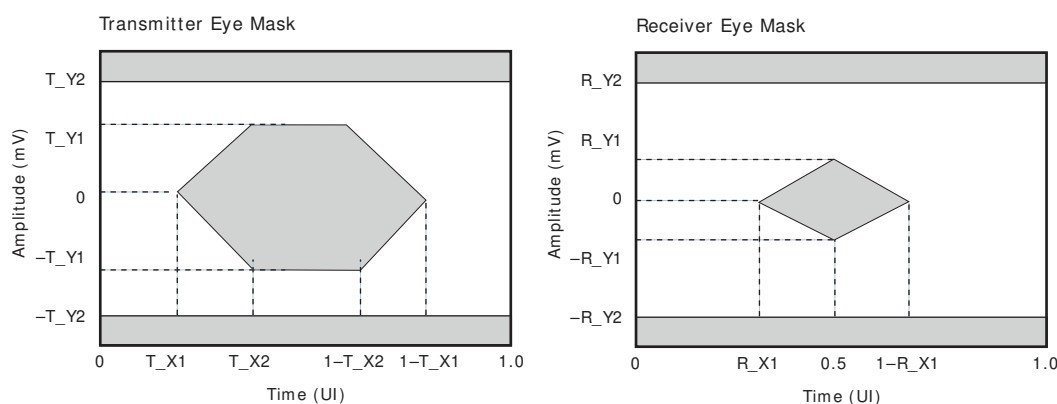 Transmitter Eye Mask
T_Y2
T_Y1
0
–T_Y1
–T_Y2
Amplitude (mV)
0
T_X1
T_X2
1–T_X2
1–T_X1
1.0
Time (UI)
Receiver Eye Mask
R_Y2
R_Y1
0
–R_Y1
–R_Y2
Amplitude (mV)
0
R_X1
0.5
1–R_X1
1.0
Time (UI)